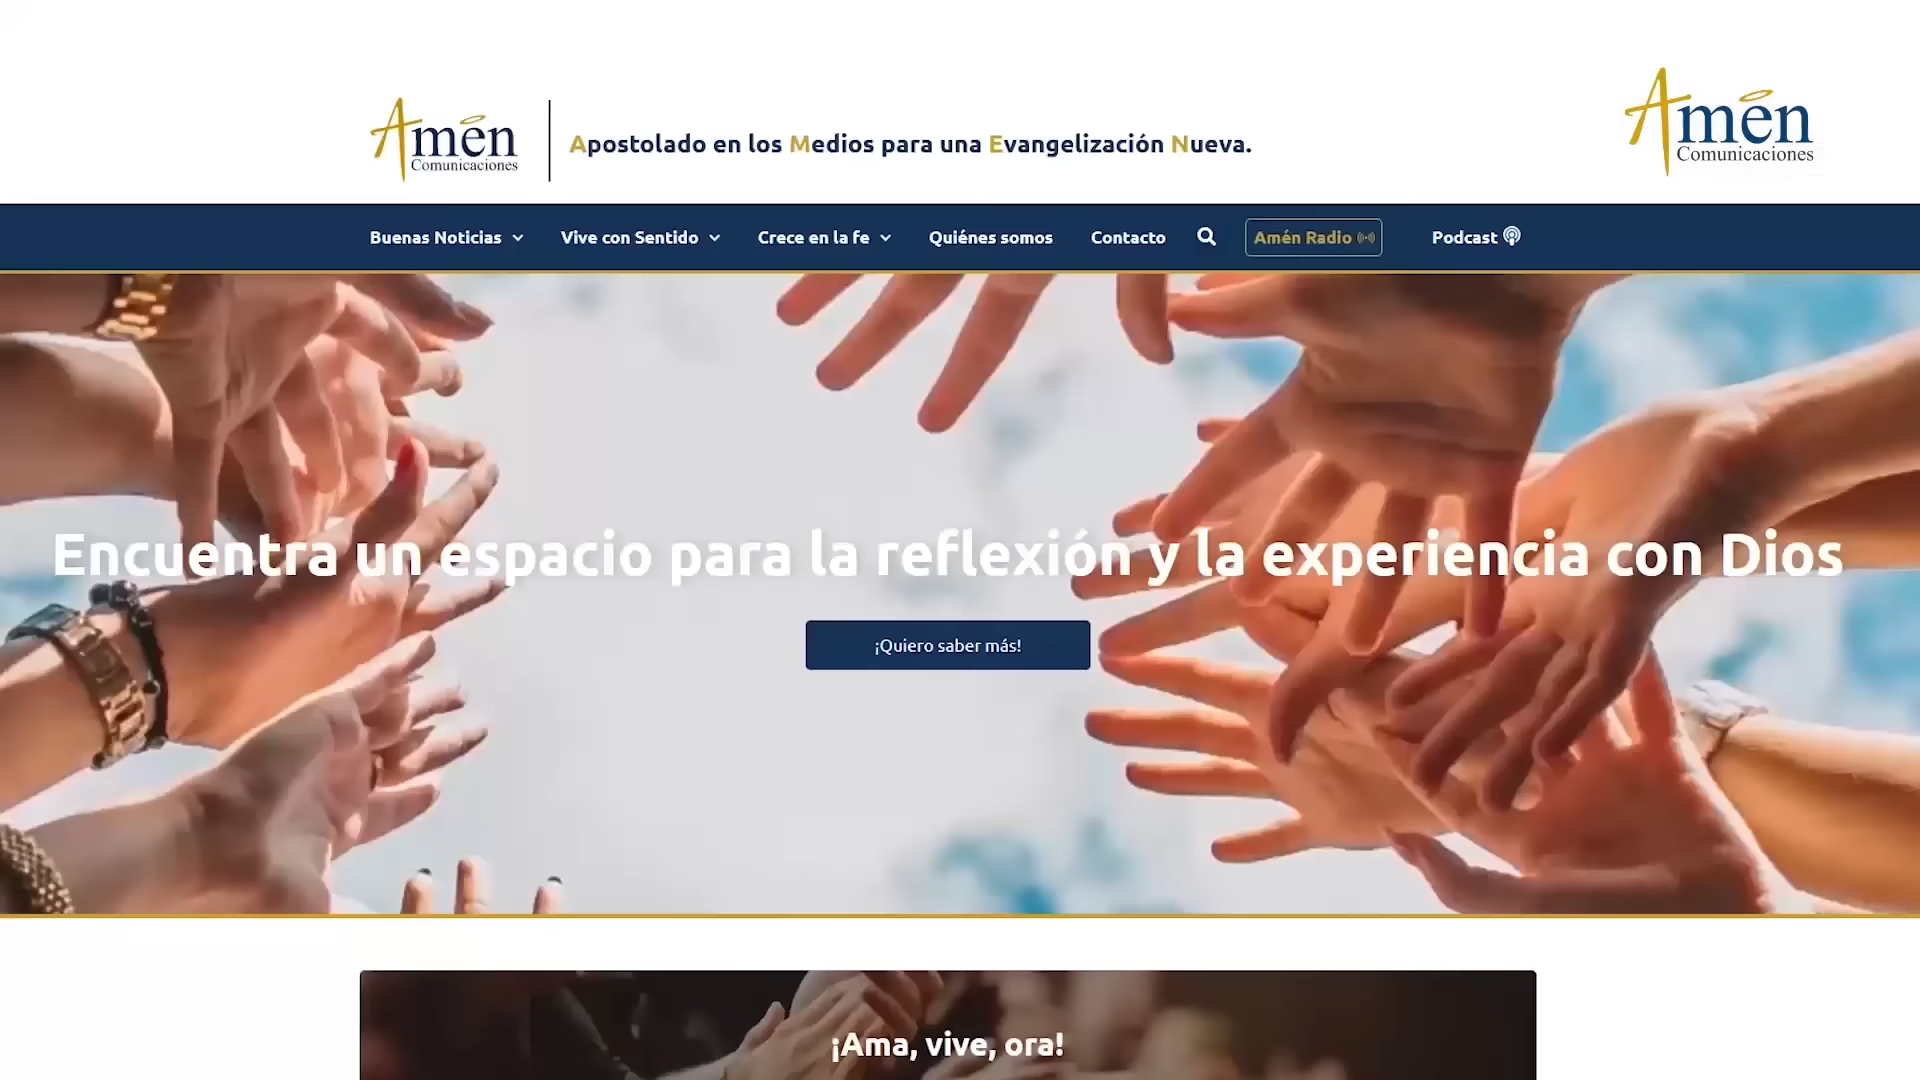 Amén
Comunicaciones
Apostolado en los Medios para una Evangelización Nueva.
Amén
Comunicaciones
Buenas Noticias
Vive con Sentido
Crece en la fe
Quiénes somos
Contacto
Amén Radio
Podcast
Encuentra un espacio para la reflexión y la experiencia con Dios
¡Quiero saber más!
¡Ama, vive, ora!